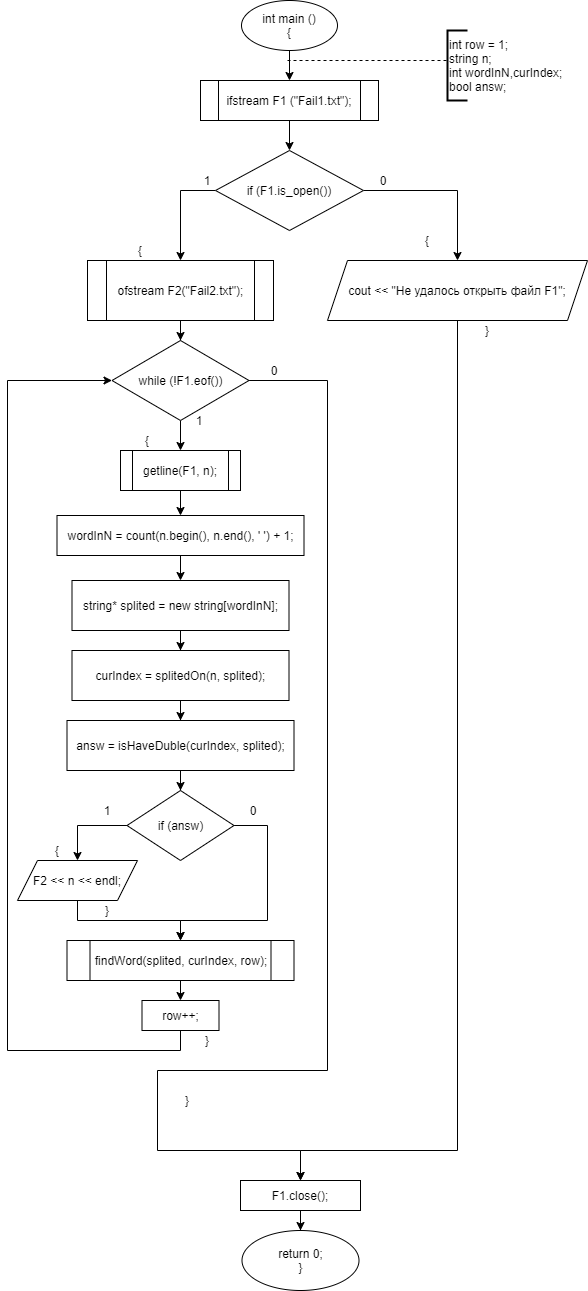 int main ()
{
int row = 1;
string n;
int wordInN,curIndex;
bool answ;
ifstream F1 ("Fail1.txt");
if (F1.is_open())
1
0
{
{
ofstream F2("Fail2.txt");
cout << "Не удалось открыть файл F1";
}
while (!F1.eof())
0
1
{
getline(F1, n);
wordInN = count(n.begin(), n.end(), ' ') + 1;
string* splited = new string[wordInN];
curIndex = splitedOn(n, splited);
answ = isHaveDuble(curIndex, splited);
if (answ)
1
0
{
F2 << n << endl;
}
findWord(splited, curIndex, row);
row++;
}
}
F1.close();
return 0;
}